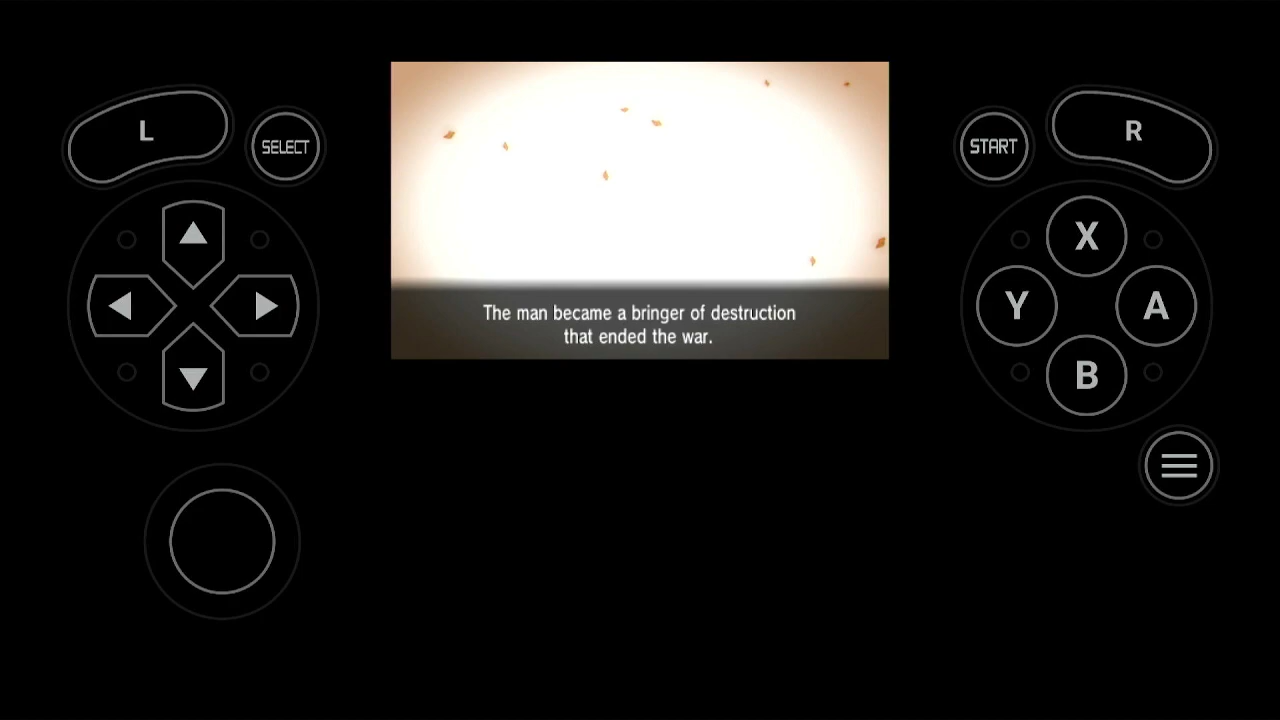 L
SELECT
START
R
X
Y
A
B
The man became a bringer of destruction
that ended the war.